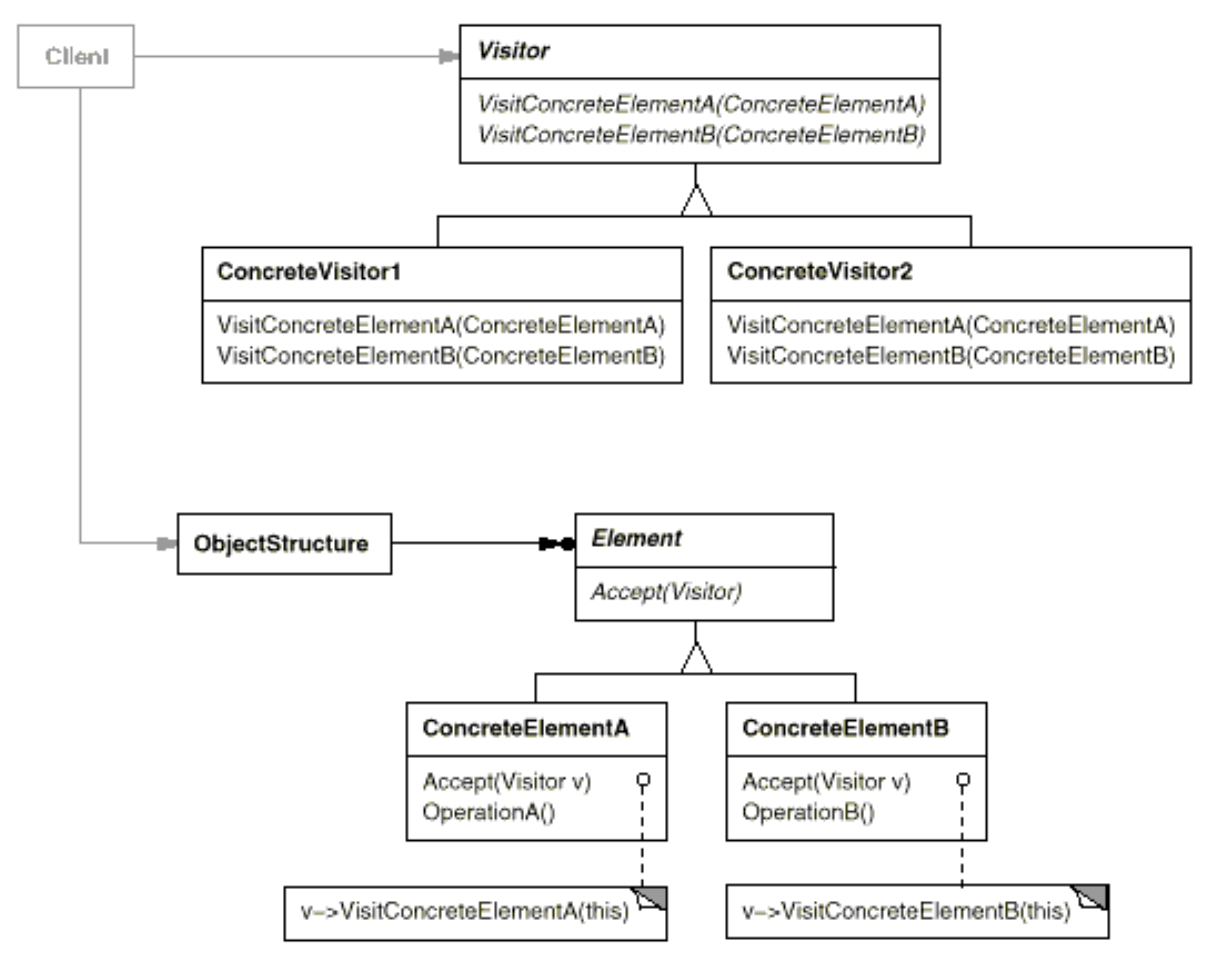 Client
Visitor
VisitConcreteElementA(ConcreteElementA)
VisitConcreteElementB(ConcreteElementB)
ConcreteVisitor1
VisitConcreteElementA(ConcreteElementA)
VisitConcreteElementB(ConcreteElementB)
ConcreteVisitor2
VisitConcreteElementA(ConcreteElementA)
VisitConcreteElementB(ConcreteElementB)
ObjectStructure
Element
Accept(Visitor)
ConcreteElementA
Accept(Visitor v)
OperationA()
ConcreteElementB
Accept(Visitor v)
OperationB()
v–>VisitConcreteElementA(this)
v–>VisitConcreteElementB(this)